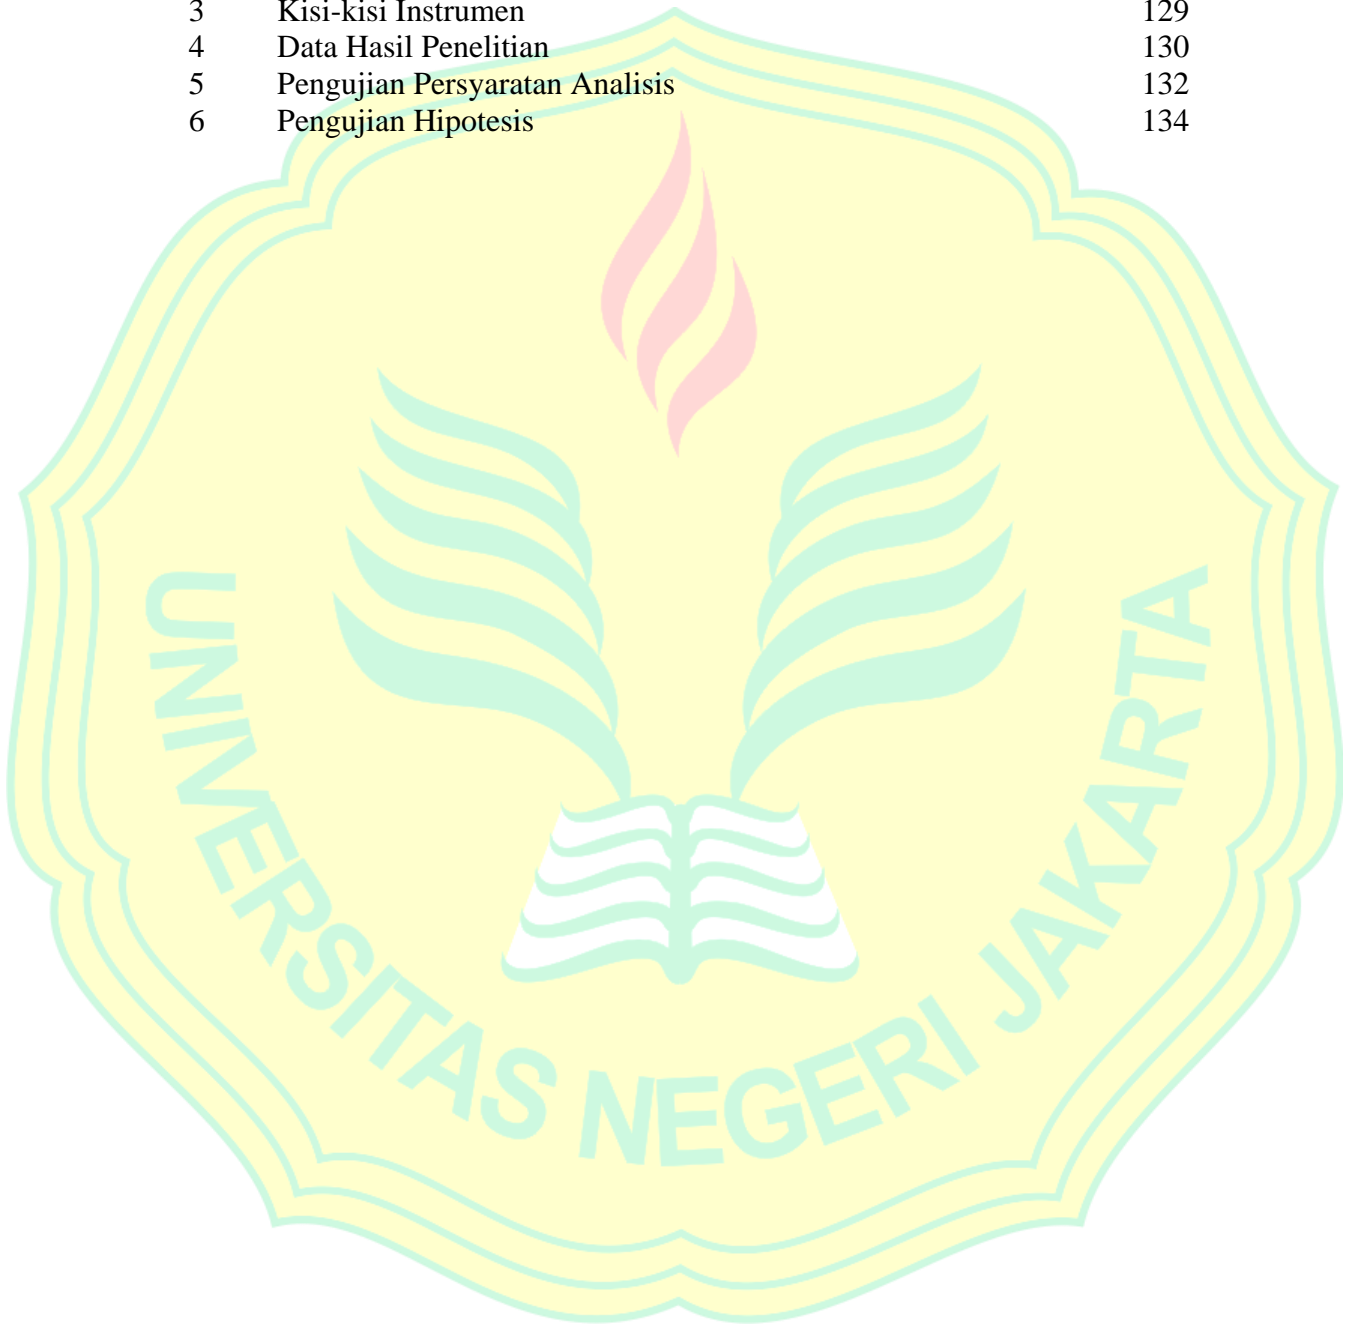 3 Kisi-kisi Instrumen 129
4 Data Hasil Penelitian 130
5 Pengujian Persyaratan Analisis 132
6 Pengujian Hipotesis 134
UNIVERSITAS NEGERI JAKARTA